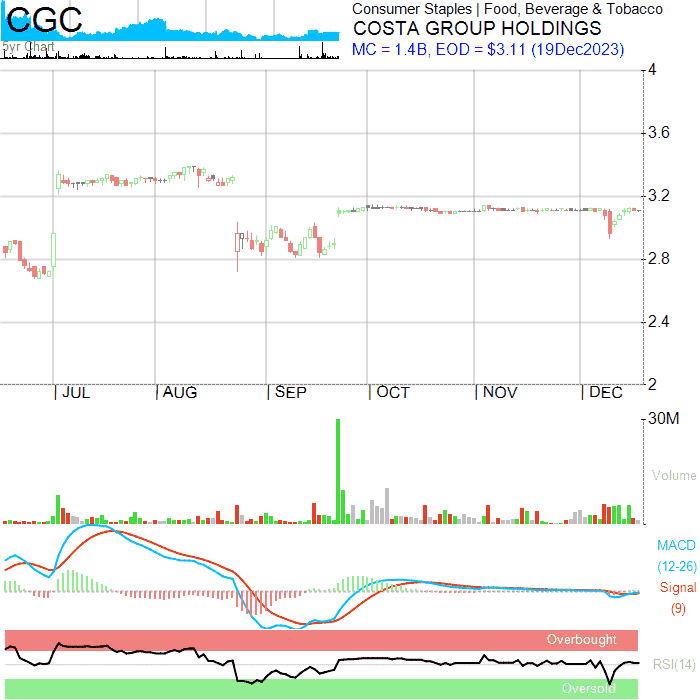 CGC
5yr Chart
Consumer Staples | Food, Beverage & Tobacco
COSTA GROUP HOLDINGS
MC = 1.4B, EOD = $3.11 (19Dec2023)
4
3.6
3.2
2.8
2.4
2
| JUL | AUG | SEP | OCT | NOV | DEC
30M
Volume
MACD
(12-26)
Signal
(9)
Overbought
RSI(14)
Oversold